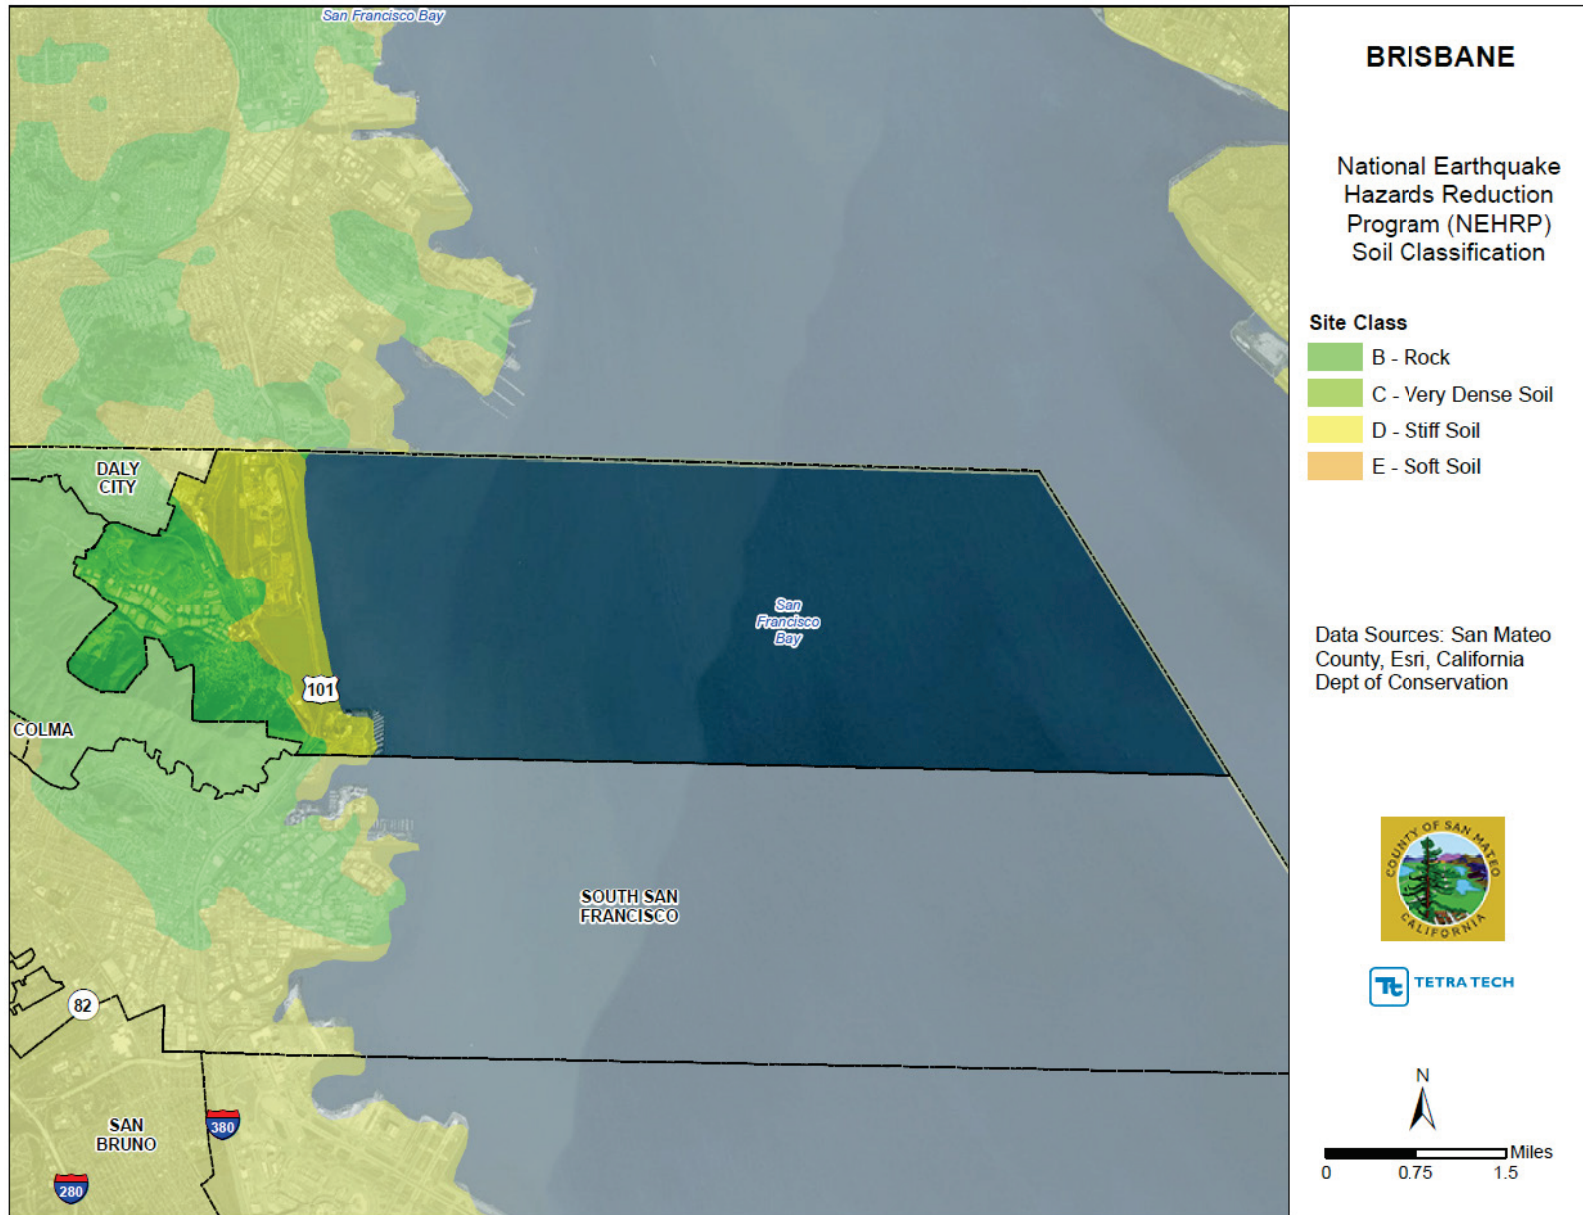 San Francisco Bay
DALY
CITY
San
Francisco
Bay
101
COLMA
SOUTH SAN
FRANCISCO
82
SAN
BRUNO
380
280
BRISBANE
National Earthquake
Hazards Reduction
Program (NEHRP)
Soil Classification
Site Class
B - Rock
C - Very Dense Soil
D - Stiff Soil
E - Soft Soil
Data Sources: San Mateo
County, Esri, California
Dept of Conservation
COUNTY OF SAN MATEO
CALIFORNIA
Tt TETRA TECH
N
Miles
0 0.75 1.5